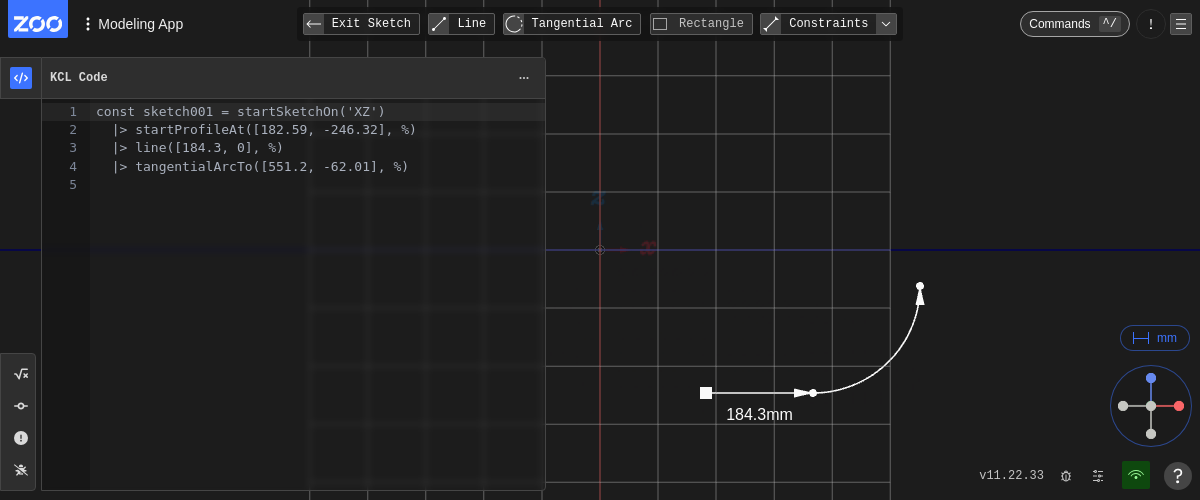 ZOO
Modeling App
Exit Sketch
Line
Tangential Arc
Rectangle
Constraints
Commands ^/
!
KCL Code
...
1 const sketch001 = startSketchOn('XZ')
2 |> startProfileAt([182.59, -246.32], %)
3 |> line([184.3, 0], %)
4 |> tangentialArcTo([551.2, -62.01], %)
5
z
x
mm
184.3mm
v11.22.33
?